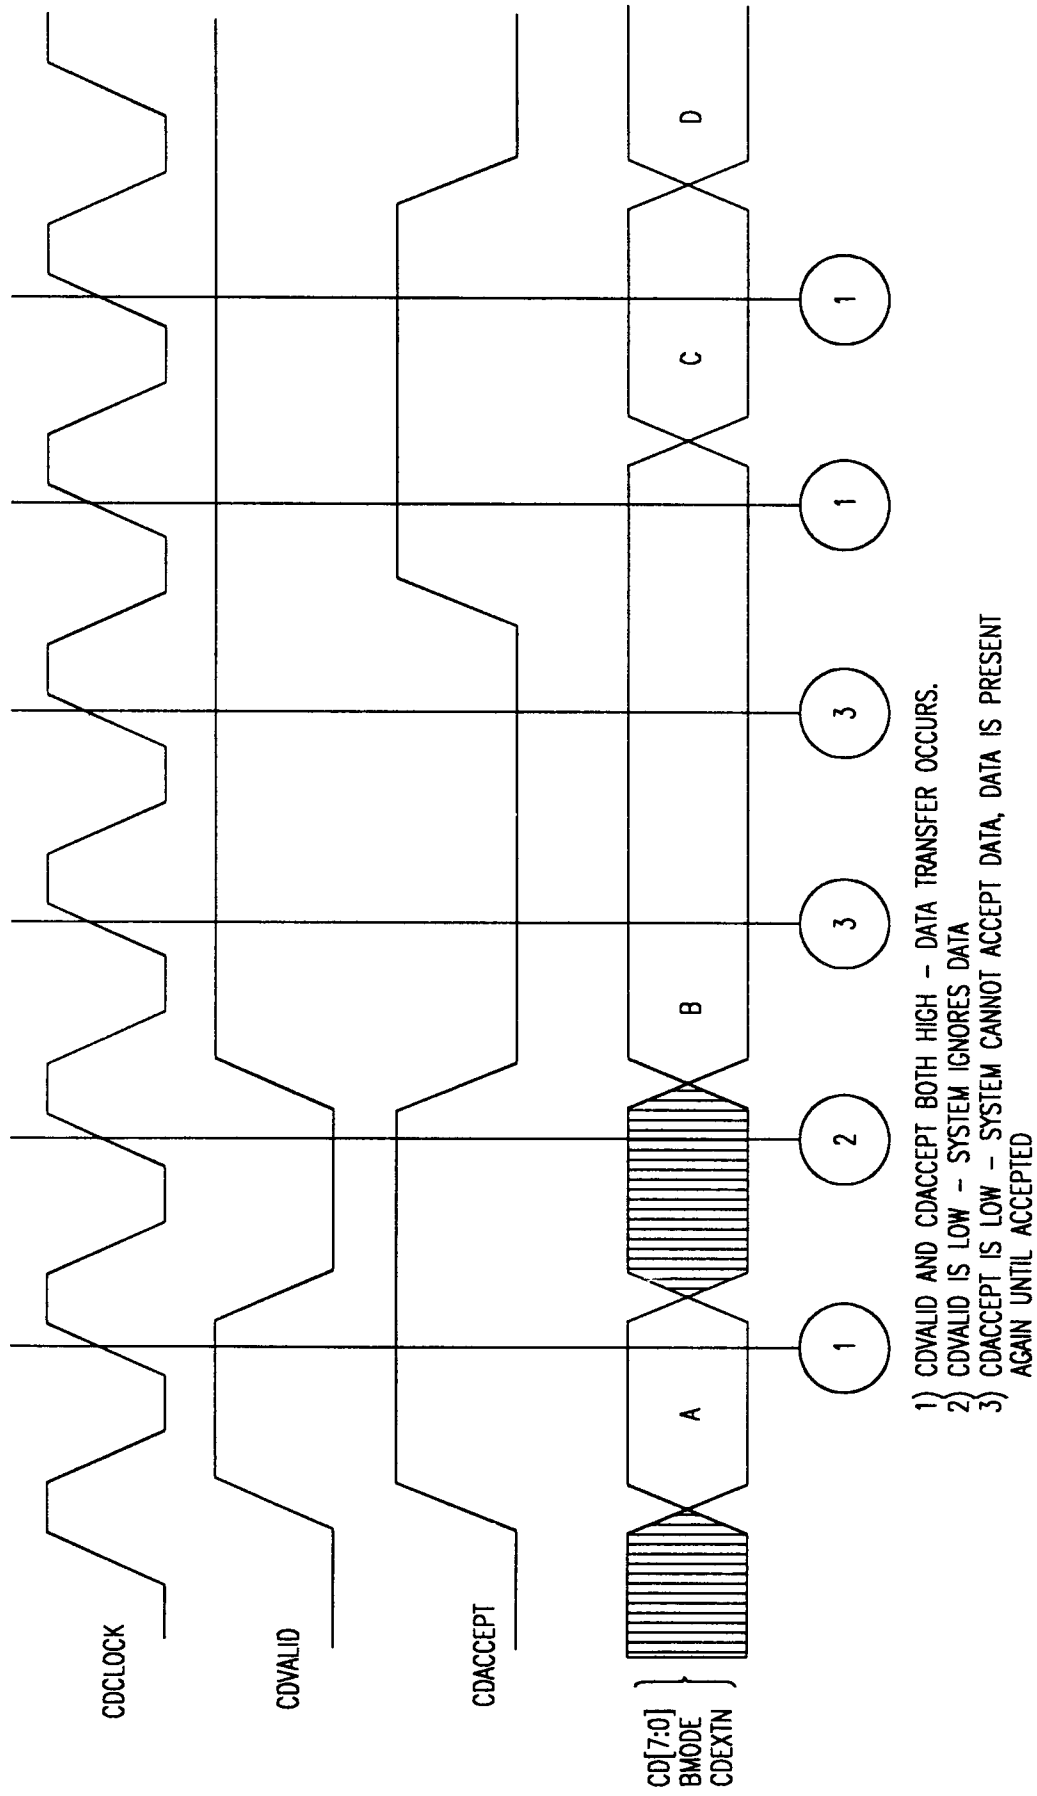 CDCLOCK
CDVALID
CDACCEPT
CD[7:0]
BMODE
CDEXTN
A
B
C
D
1
2
3
3
1
1
1) CDVALID AND CDACCEPT BOTH HIGH – DATA TRANSFER OCCURS.
2) CDVALID IS LOW – SYSTEM IGNORES DATA
3) CDACCEPT IS LOW – SYSTEM CANNOT ACCEPT DATA, DATA IS PRESENT
AGAIN UNTIL ACCEPTED